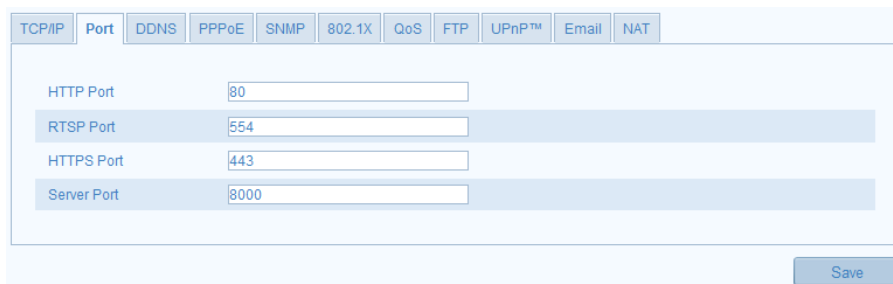 TCP/IP Port DDNS PPPoE SNMP 802.1X QoS FTP UPnP™ Email NAT
HTTP Port 80
RTSP Port 554
HTTPS Port 443
Server Port 8000
Save